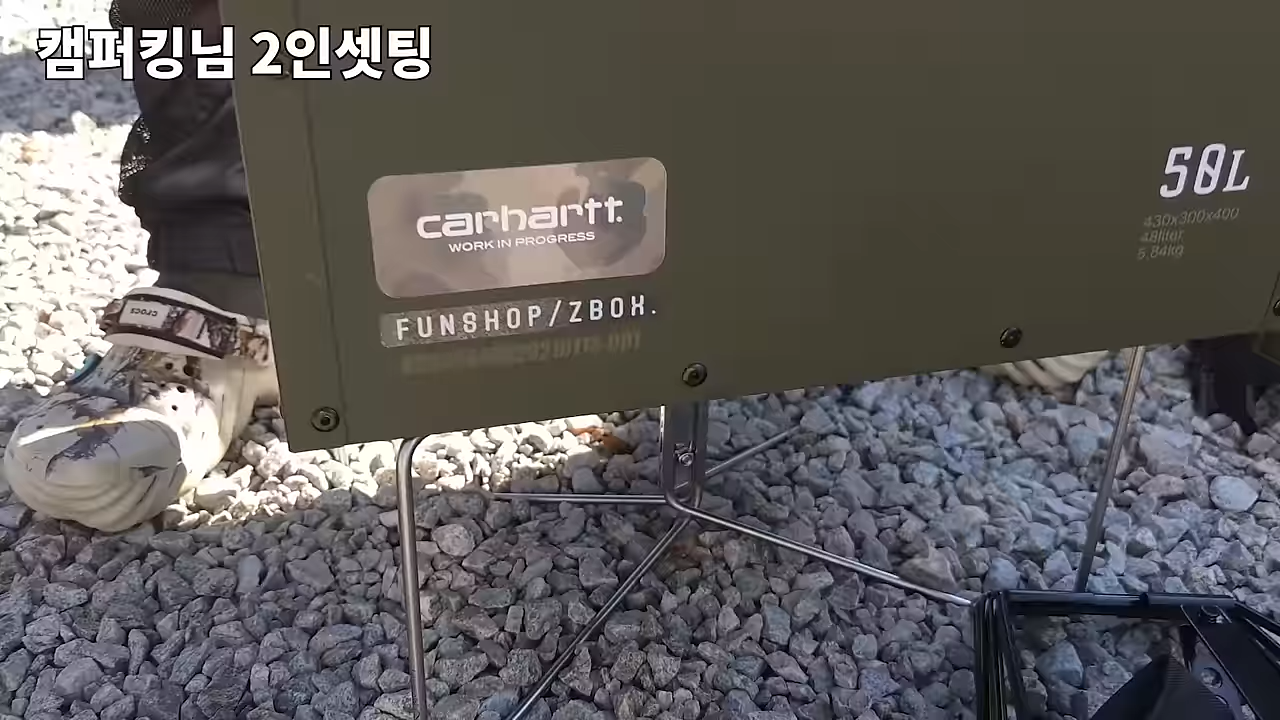 캠퍼킹님 2인셋팅
carhartt.
WORK IN PROGRESS
FUNSHOP/ZBOX.
50L
430x300x400
48liter
5,84kg
crocs